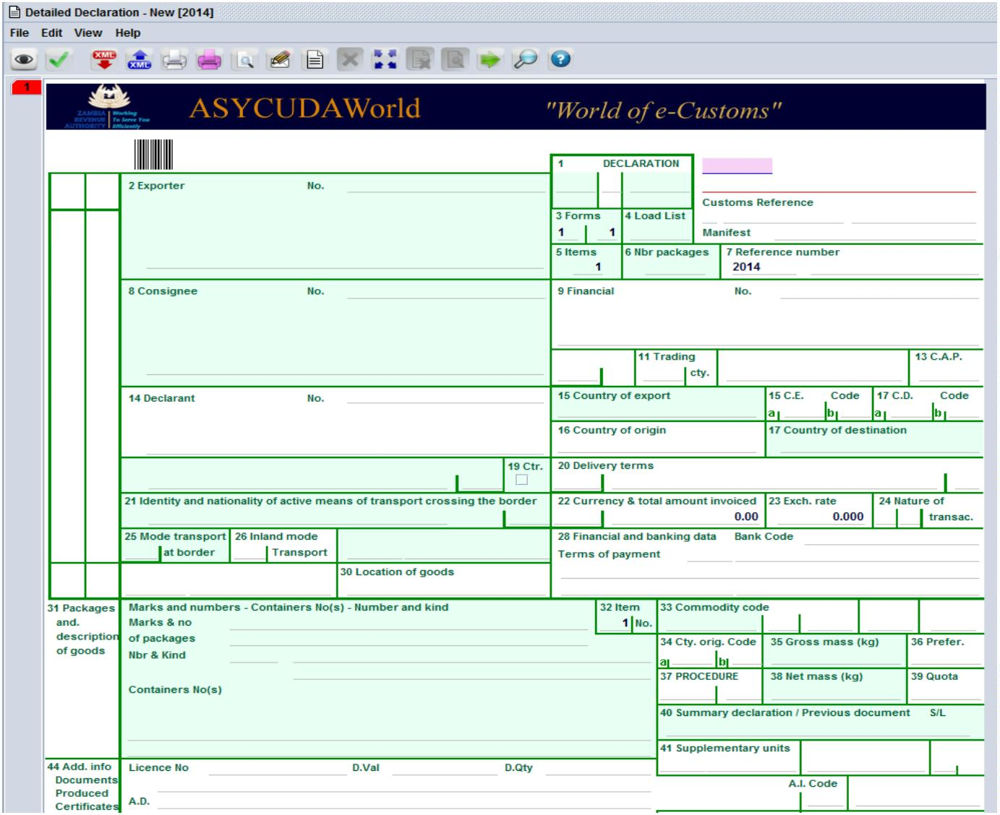 Detailed Declaration - New [2014]
File Edit View Help
XML XML ?
1
ZAMBIA REVENUE AUTHORITY
Working To Serve You Efficiently
ASYCUDAWorld "World of e-Customs"
1 DECLARATION
2 Exporter No.
Customs Reference
3 Forms 4 Load List
1 1 Manifest
5 Items 6 Nbr packages 7 Reference number
1 2014
8 Consignee No. 9 Financial No.
11 Trading cty. 13 C.A.P.
14 Declarant No. 15 Country of export 15 C.E. Code 17 C.D. Code
a b a b
16 Country of origin 17 Country of destination
19 Ctr. 20 Delivery terms
21 Identity and nationality of active means of transport crossing the border 22 Currency & total amount invoiced 23 Exch. rate 24 Nature of
0.00 0.000 transac.
25 Mode transport 26 Inland mode 28 Financial and banking data Bank Code
at border Transport Terms of payment
30 Location of goods
31 Packages Marks and numbers - Containers No(s) - Number and kind 32 Item 33 Commodity code
and. Marks & no 1 No.
description of packages 34 Cty. orig. Code 35 Gross mass (kg) 36 Prefer.
of goods Nbr & Kind a b
37 PROCEDURE 38 Net mass (kg) 39 Quota
Containers No(s)
40 Summary declaration / Previous document S/L
41 Supplementary units
44 Add. info Licence No D.Val D.Qty
Documents A.I. Code
Produced
Certificates A.D.